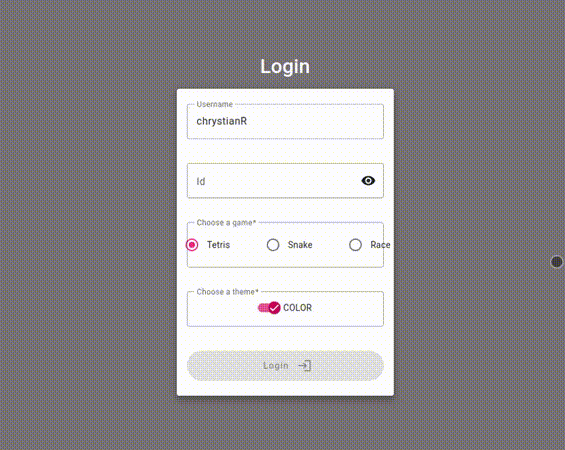 Login
Username
chrystianR
Id
Choose a game*
Tetris Snake Race
Choose a theme*
COLOR
Login